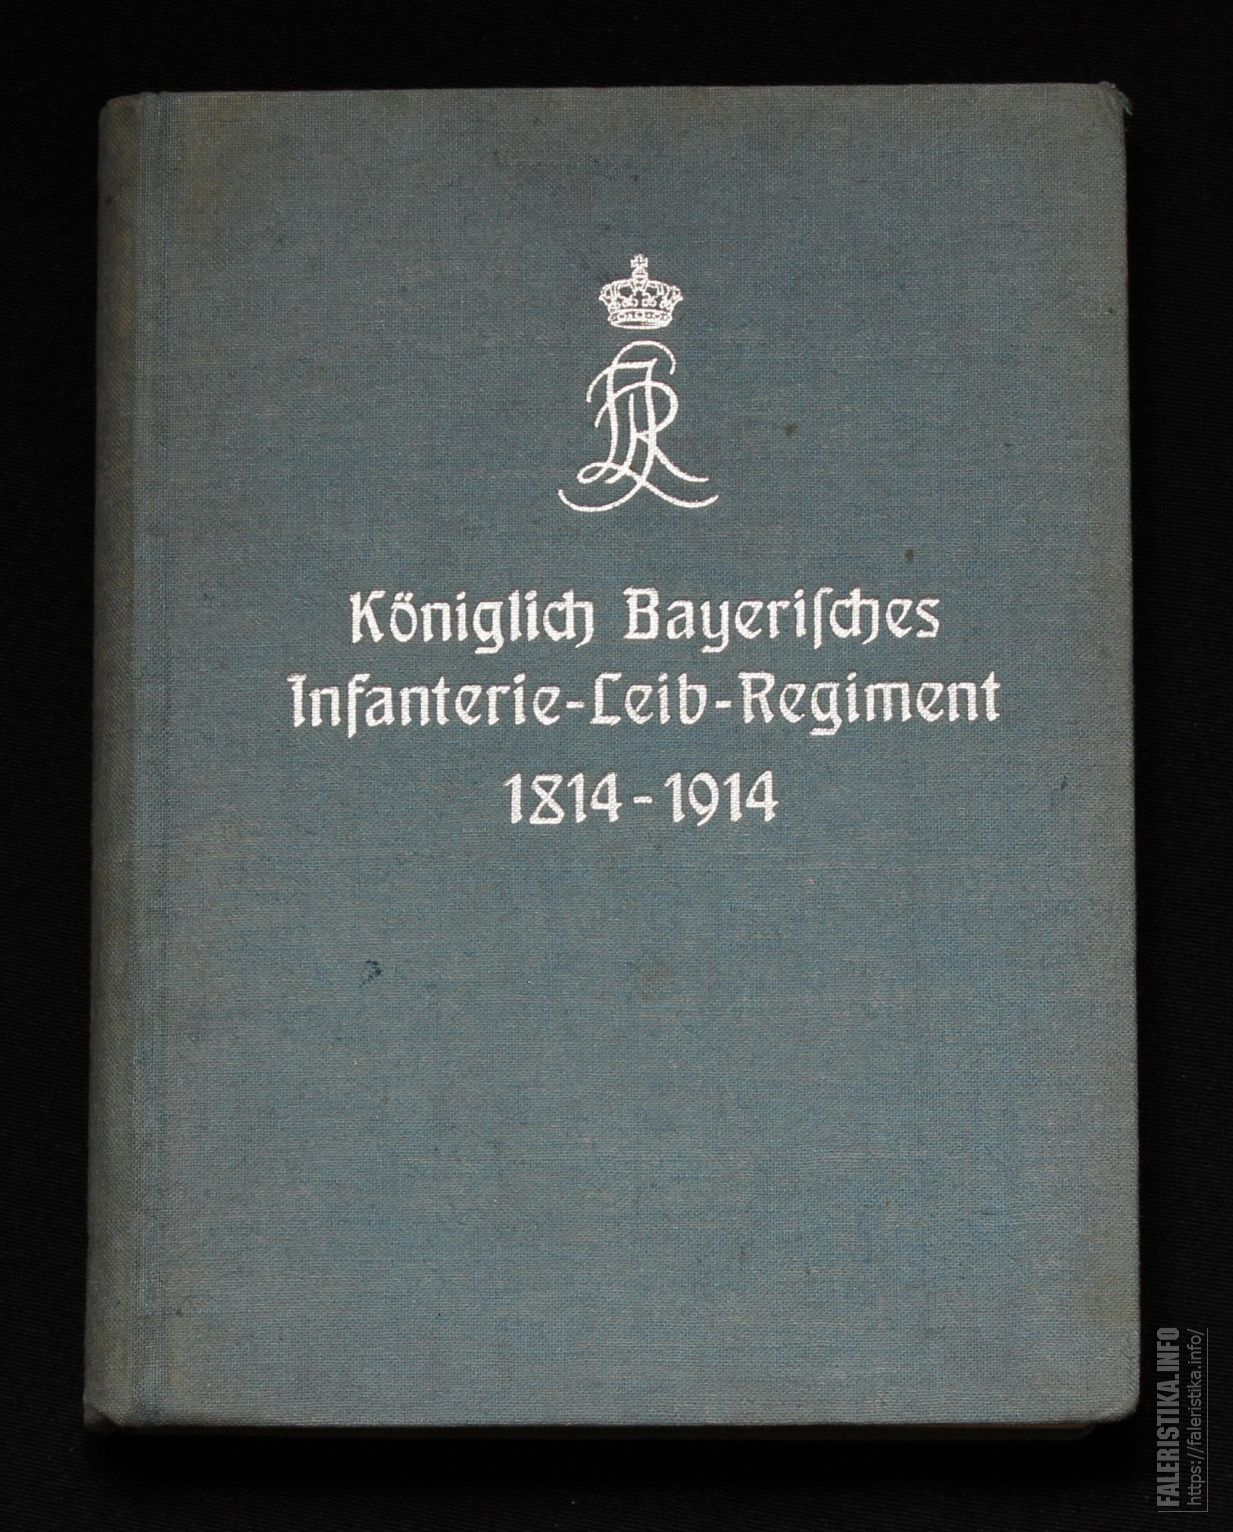 Königlich Bayeriſches
Infanterie-Leib-Regiment
1814-1914
FALERISTIKA.INFO
https://faleristika.info/